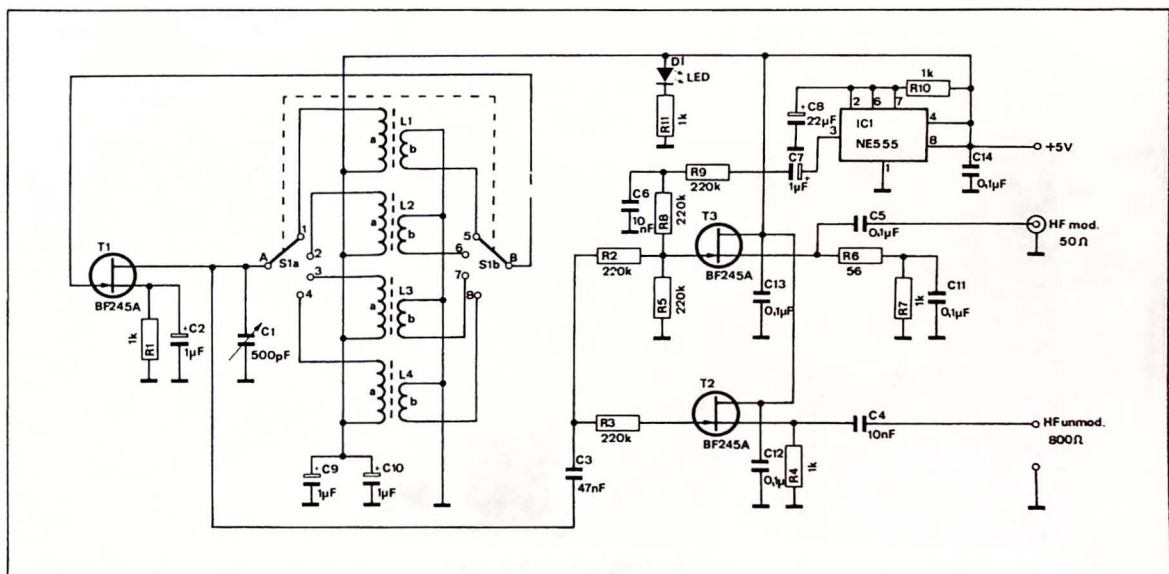 D1
LED
R11
1k
C8
22µF
1k
R10
2
6
7
3
IC1
NE555
4
8
1
+5V
C14
0,1µF
C7
1µF
R9
220k
C6
10
nF
R8
220k
L1
a
b
L2
a
b
L3
a
b
L4
a
b
1
2
3
4
A
S1a
5
6
7
8
S1b
B
T1
BF245A
R1
1k
C2
1µF
C1
500pF
C9
1µF
C10
1µF
R2
220k
R5
220k
T3
BF245A
C13
0,1µF
C5
0,1µF
R6
56
R7
1k
C11
0,1µF
HF mod.
50Ω
T2
BF245A
R3
220k
C3
47nF
C12
0,1µ
R4
1k
C4
10nF
HF unmod.
800Ω